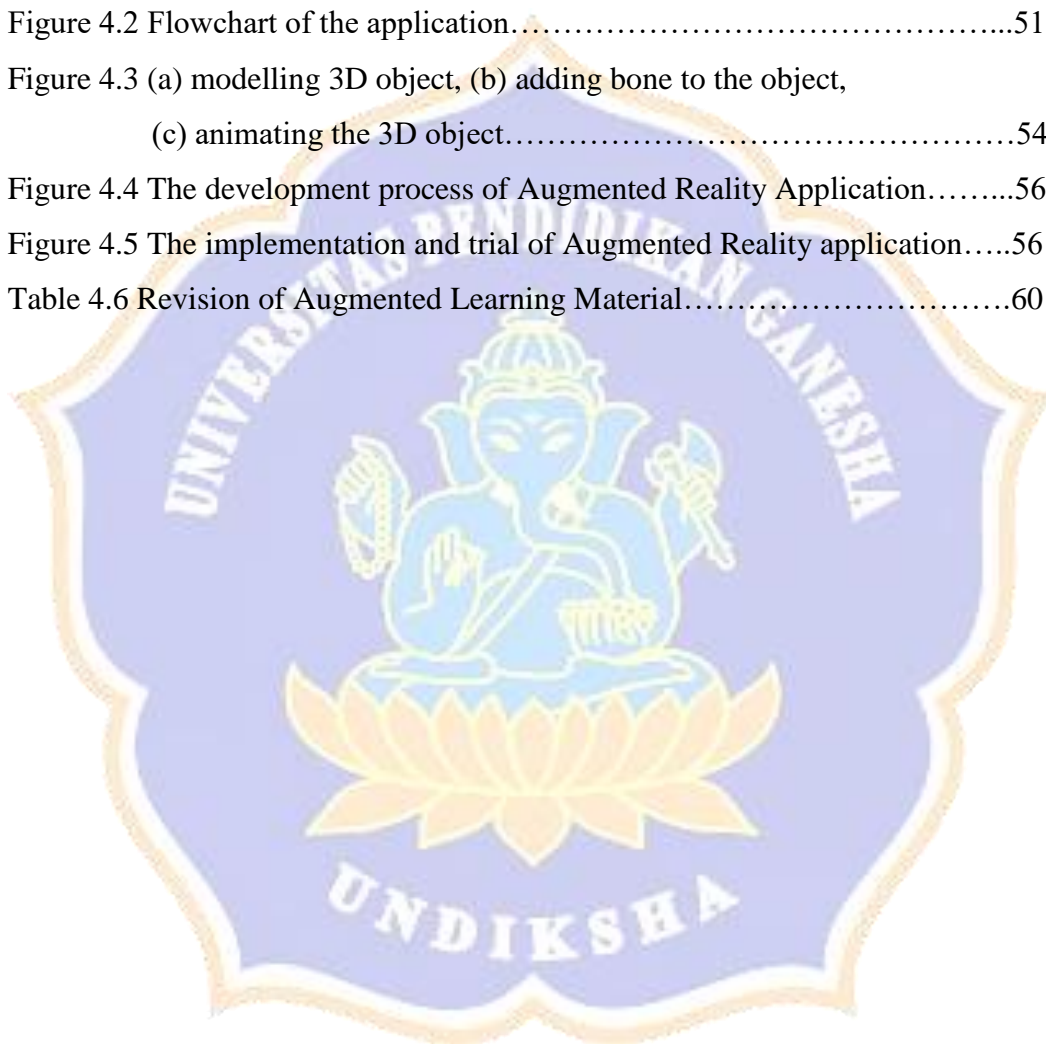 Figure 4.2 Flowchart of the application…………………………………………...51
Figure 4.3 (a) modelling 3D object, (b) adding bone to the object,
(c) animating the 3D object……………………………………………54
Figure 4.4 The development process of Augmented Reality Application……...56
Figure 4.5 The implementation and trial of Augmented Reality application…..56
Table 4.6 Revision of Augmented Learning Material………………………….60
UNIVERSITAS PENDIDIKAN GANESHA
UNDIKSHA